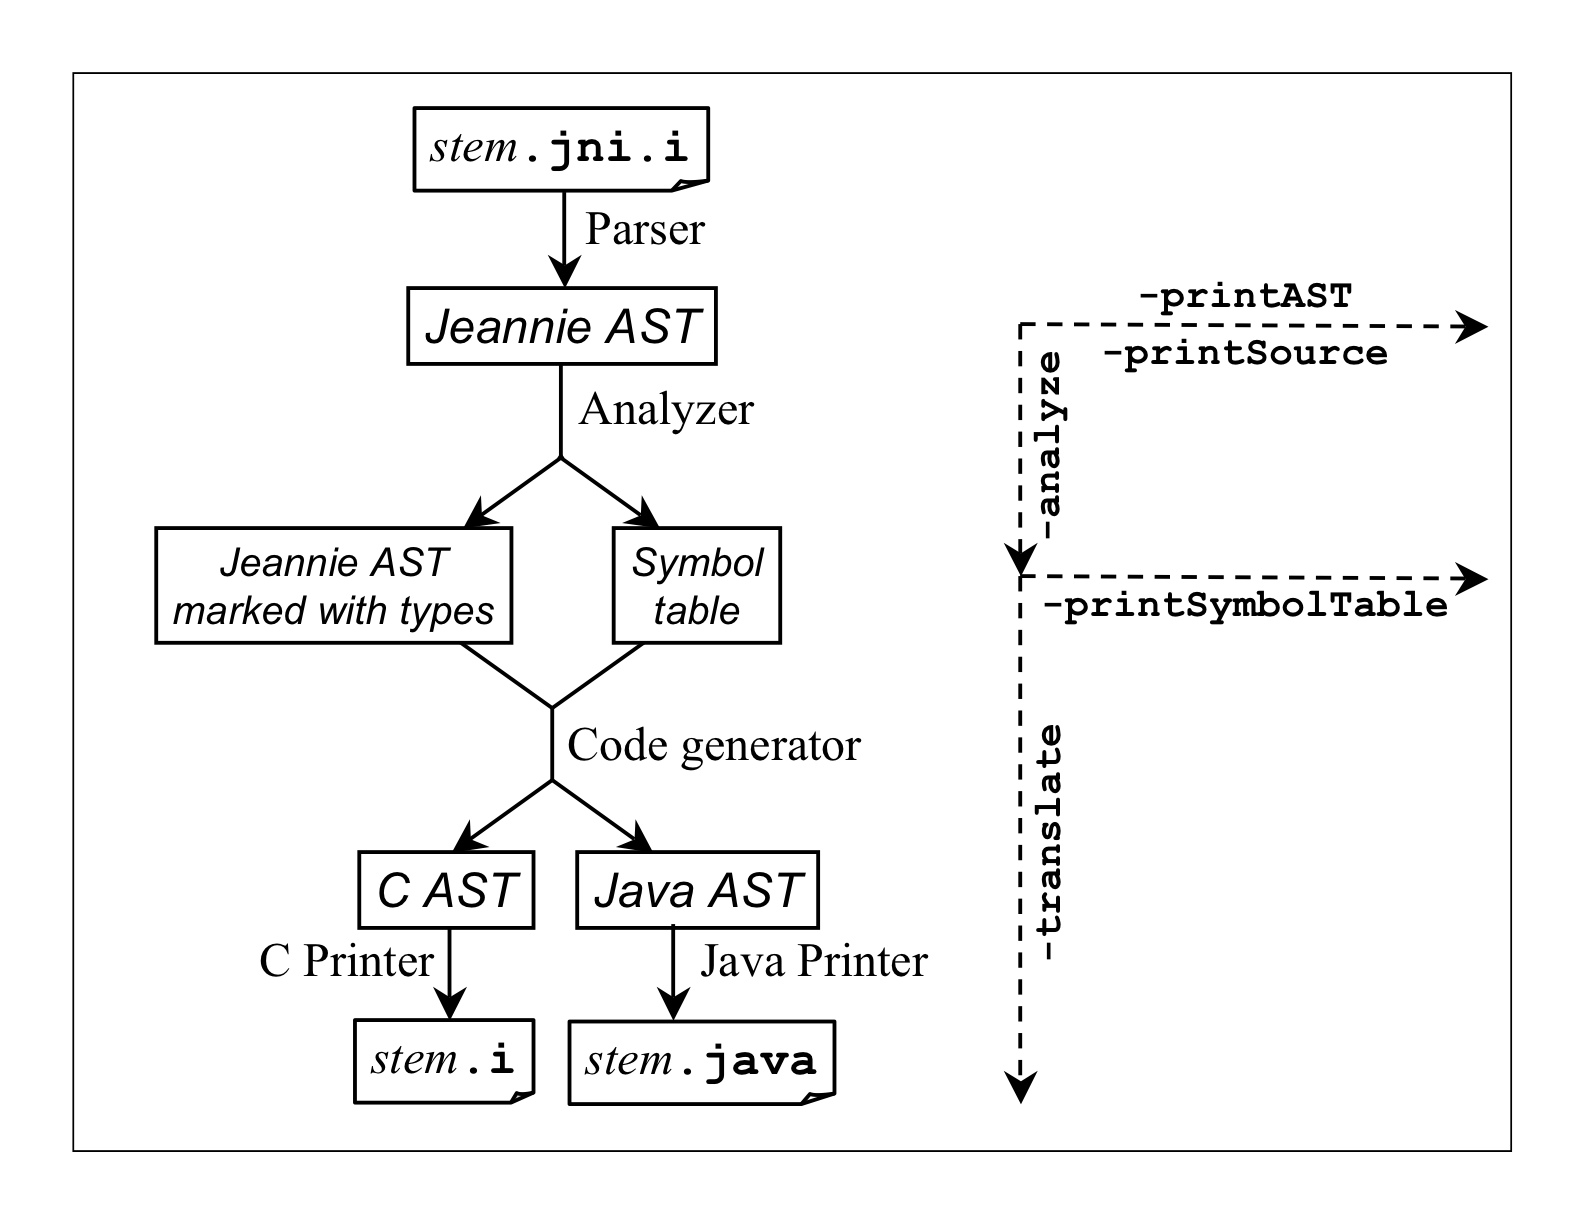 stem.jni.i
Parser
Jeannie AST
Analyzer
Jeannie AST
marked with types
Symbol
table
Code generator
C AST
Java AST
C Printer
Java Printer
stem.i
stem.java
-printAST
-printSource
-analyze
-printSymbolTable
-translate